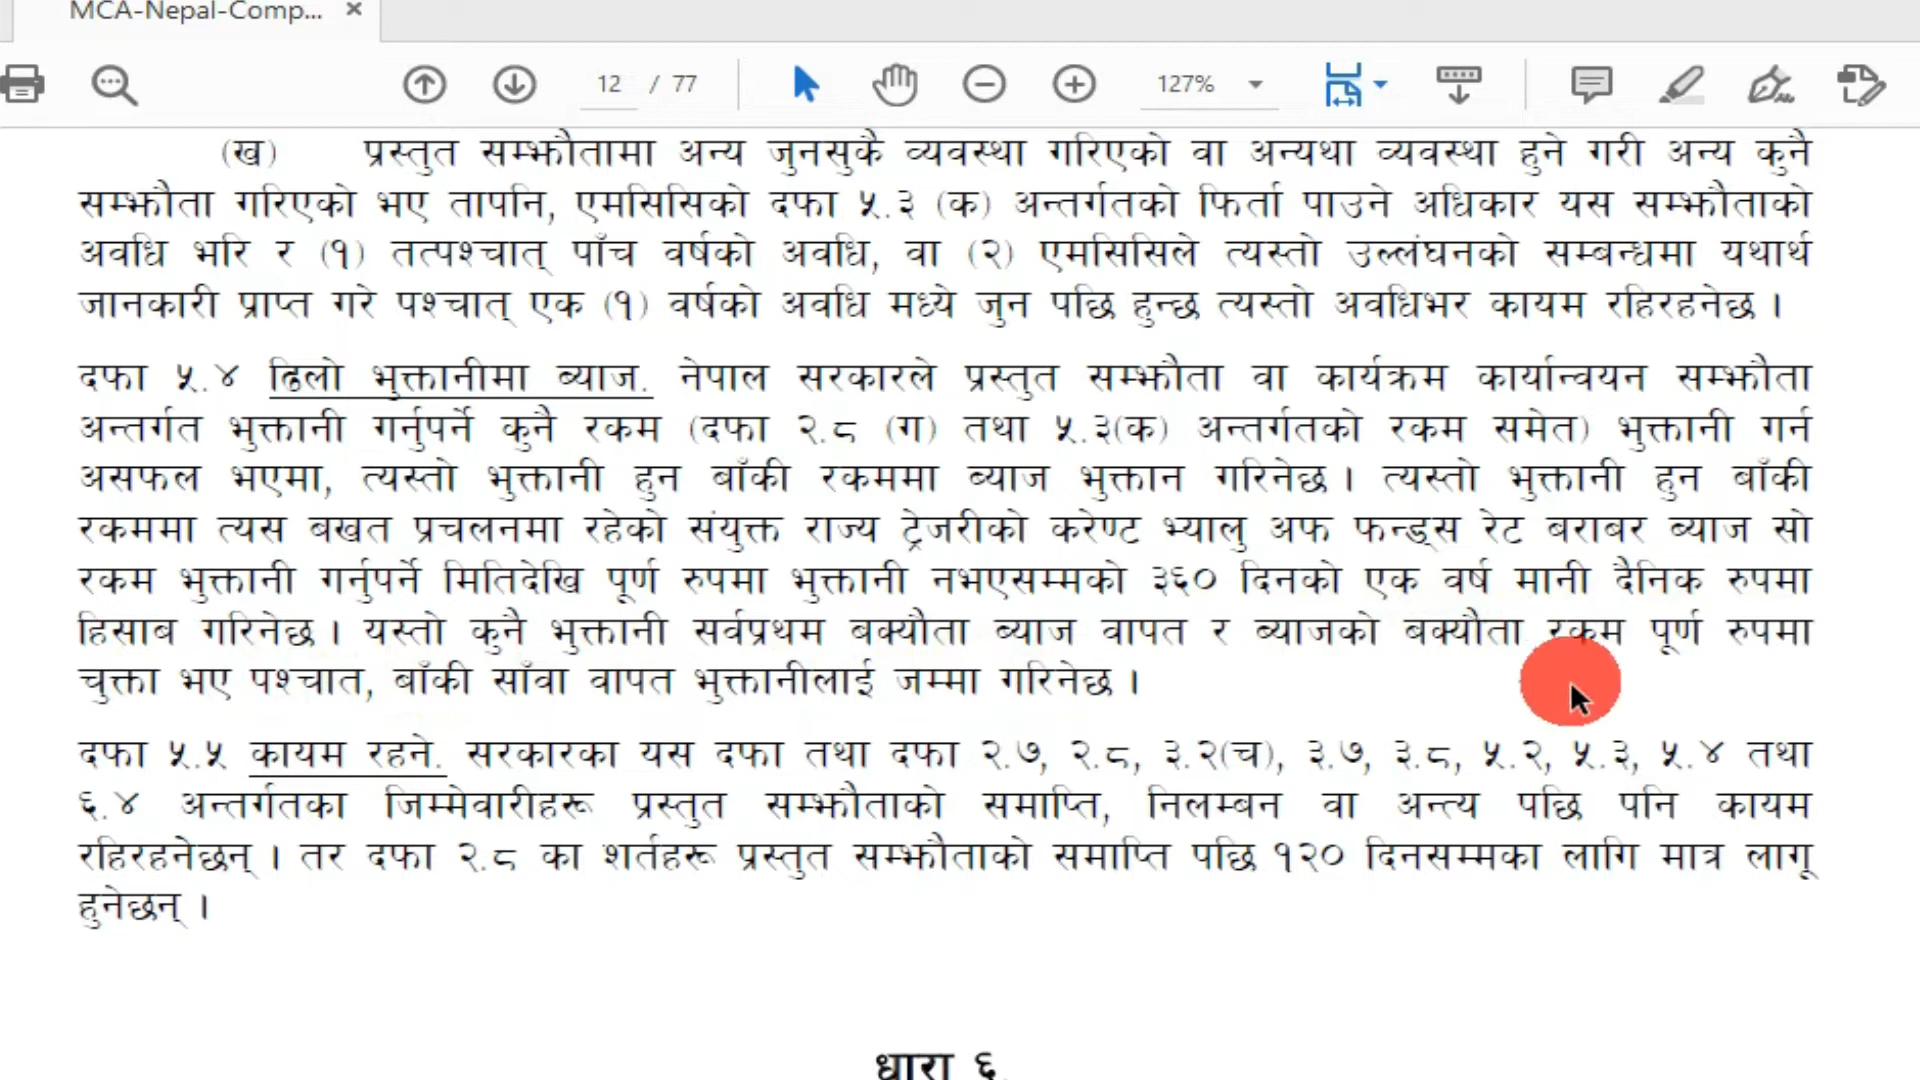 MCA-Nepal-Comp...
12 / 77
127%
(ख) प्रस्तुत सम्झौतामा अन्य जुनसुकै व्यवस्था गरिएको वा अन्यथा व्यवस्था हुने गरी अन्य कुनै
सम्झौता गरिएको भए तापनि, एमसिसिको दफा ५.३ (क) अन्तर्गतको फिर्ता पाउने अधिकार यस सम्झौताको
अवधि भरि र (१) तत्पश्चात् पाँच वर्षको अवधि, वा (२) एमसिसिले त्यस्तो उल्लंघनको सम्बन्धमा यथार्थ
जानकारी प्राप्त गरे पश्चात् एक (१) वर्षको अवधि मध्ये जुन पछि हुन्छ त्यस्तो अवधिभर कायम रहिरहनेछ ।
दफा ५.४ ढिलो भुक्तानीमा ब्याज. नेपाल सरकारले प्रस्तुत सम्झौता वा कार्यक्रम कार्यान्वयन सम्झौता
अन्तर्गत भुक्तानी गर्नुपर्ने कुनै रकम (दफा २.८ (ग) तथा ५.३(क) अन्तर्गतको रकम समेत) भुक्तानी गर्न
असफल भएमा, त्यस्तो भुक्तानी हुन बाँकी रकममा ब्याज भुक्तान गरिनेछ । त्यस्तो भुक्तानी हुन बाँकी
रकममा त्यस बखत प्रचलनमा रहेको संयुक्त राज्य ट्रेजरीको करेण्ट भ्यालु अफ फन्ड्स रेट बराबर ब्याज सो
रकम भुक्तानी गर्नुपर्ने मितिदेखि पूर्ण रुपमा भुक्तानी नभएसम्मको ३६० दिनको एक वर्ष मानी दैनिक रुपमा
हिसाब गरिनेछ । यस्तो कुनै भुक्तानी सर्वप्रथम बक्यौता ब्याज वापत र ब्याजको बक्यौता रकम पूर्ण रुपमा
चुक्ता भए पश्चात, बाँकी साँवा वापत भुक्तानीलाई जम्मा गरिनेछ ।
दफा ५.५ कायम रहने. सरकारका यस दफा तथा दफा २.७, २.८, ३.२(च), ३.७, ३.८, ५.२, ५.३, ५.४ तथा
६.४ अन्तर्गतका जिम्मेवारीहरू प्रस्तुत सम्झौताको समाप्ति, निलम्बन वा अन्त्य पछि पनि कायम
रहिरहनेछन् । तर दफा २.८ का शर्तहरू प्रस्तुत सम्झौताको समाप्ति पछि १२० दिनसम्मका लागि मात्र लागू
हुनेछन् ।
धारा ६.